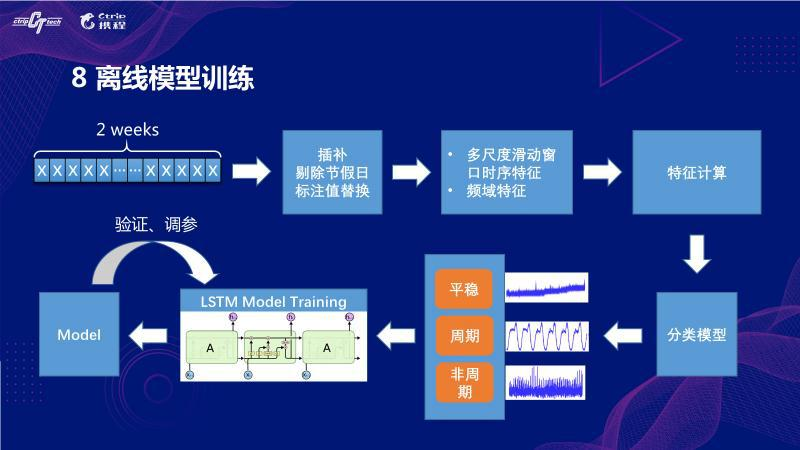 ctrip tech
Ctrip
携程
8 离线模型训练
2 weeks
X X X X X …… X X X X X
插补
剔除节假日
标注值替换
• 多尺度滑动窗
口时序特征
• 频域特征
特征计算
验证、调参
Model
LSTM Model Training
A
A
平稳
周期
非周
期
分类模型